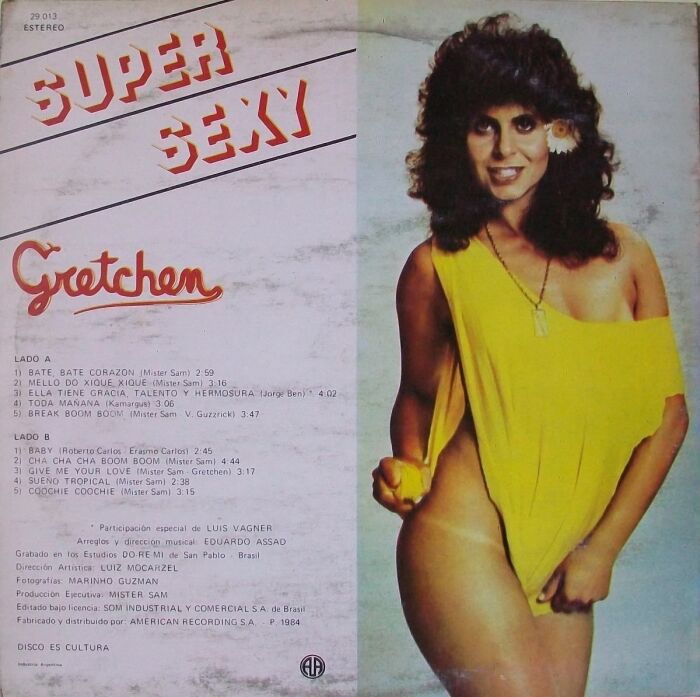 29.013
ESTEREO
SUPER
SEXY
Gretchen
LADO A
1) BATE, BATE CORAZON (Mister Sam) 2:59
2) MELLO DO XIQUE XIQUE (Mister Sam) 3:16
3) ELLA TIENE GRACIA, TALENTO Y HERMOSURA (Jorge Ben) * 4:02
4) TODA MAÑANA (Kamargus) 3:06
5) BREAK BOOM BOOM (Mister Sam - V. Guzzrick) 3:47
LADO B
1) BABY (Roberto Carlos - Erasmo Carlos) 2:45
2) CHA CHA CHA BOOM BOOM (Mister Sam) 4:44
3) GIVE ME YOUR LOVE (Mister Sam - Gretchen) 3:17
4) SUEÑO TROPICAL (Mister Sam) 2:38
5) COOCHIE COOCHIE (Mister Sam) 3:15
* Participación especial de LUIS VAGNER
Arreglos y dirección musical: EDUARDO ASSAD
Grabado en los Estudios DO-RE-MI de San Pablo - Brasil
Dirección Artística: LUIZ MOCARZEL
Fotografías: MARINHO GUZMAN
Producción Ejecutiva: MISTER SAM
Editado bajo licencia: SOM INDUSTRIAL Y COMERCIAL S.A. de Brasil
Fabricado y distribuido por: AMERICAN RECORDING S.A. - P. 1984
DISCO ES CULTURA
Industria Argentina